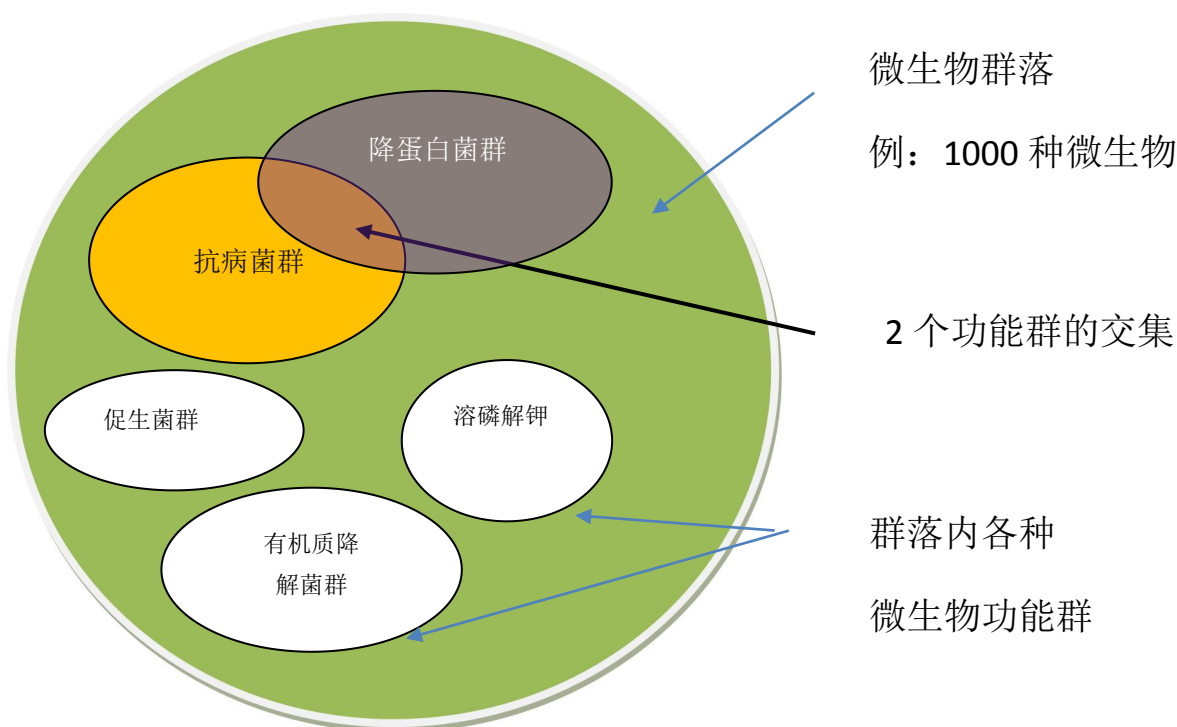 微生物群落
例：1000 种微生物
降蛋白菌群
抗病菌群
2 个功能群的交集
促生菌群
溶磷解钾
有机质降
解菌群
群落内各种
微生物功能群